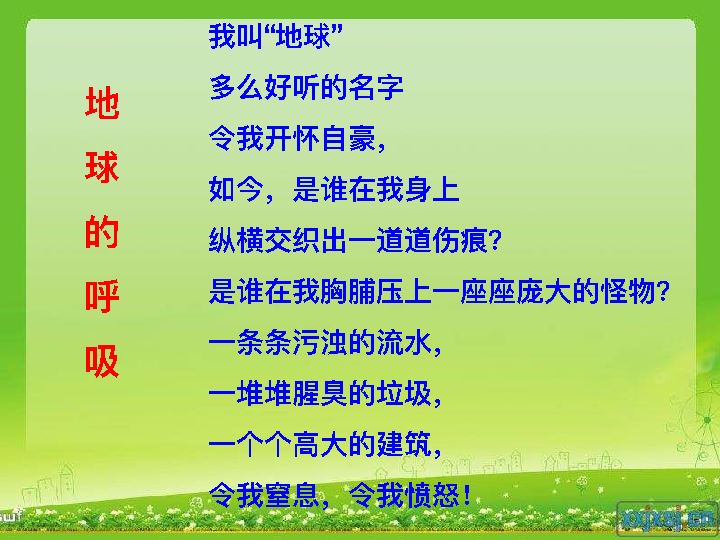 地球的呼吸
我叫“地球”
多么好听的名字
令我开怀自豪，
如今，是谁在我身上
纵横交织出一道道伤痕？
是谁在我胸脯压上一座座庞大的怪物？
一条条污浊的流水，
一堆堆腥臭的垃圾，
一个个高大的建筑，
令我窒息，令我愤怒！